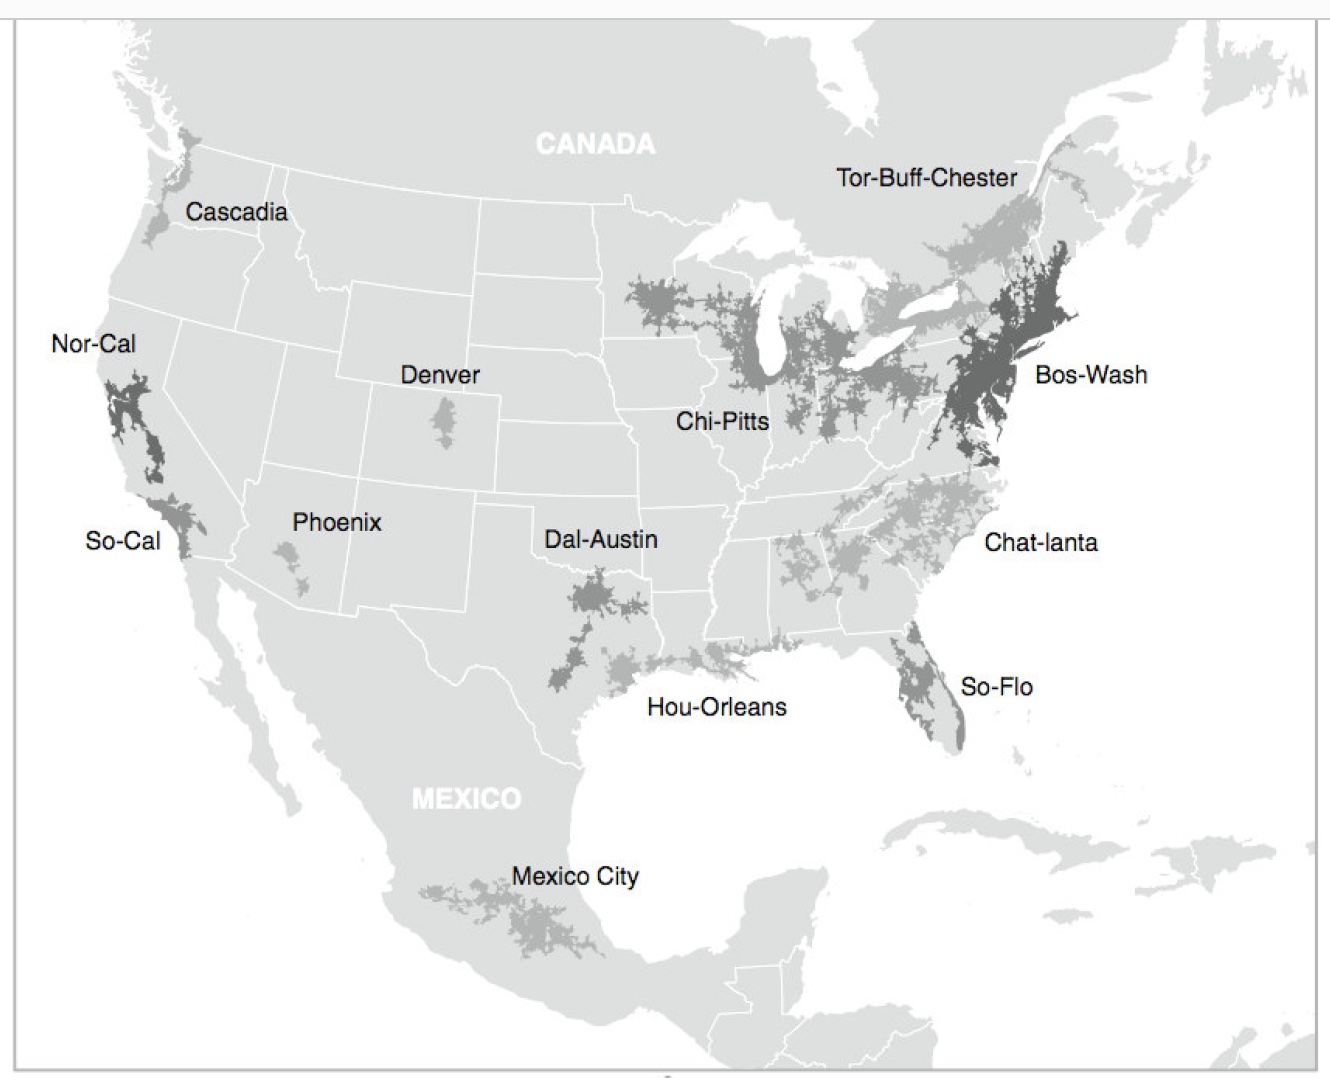 CANADA
Tor-Buff-Chester
Cascadia
Nor-Cal
Denver
Bos-Wash
Chi-Pitts
Phoenix
So-Cal
Dal-Austin
Chat-lanta
So-Flo
Hou-Orleans
MEXICO
Mexico City